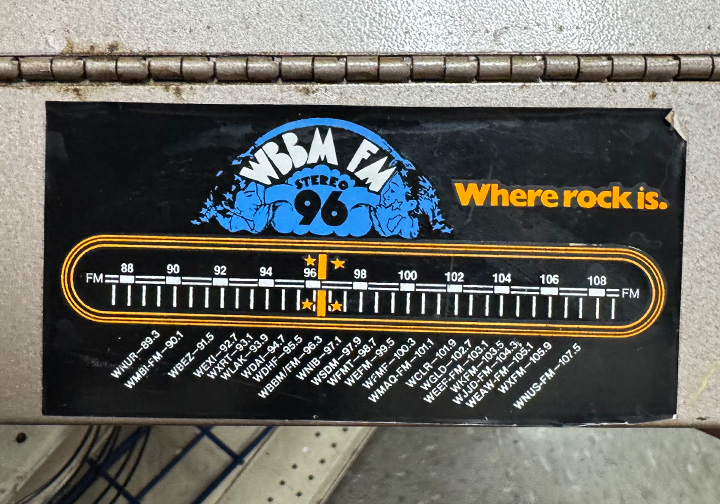 WBBM FM
STEREO
96
Where rock is.
FM 88 90 92 94 96 98 100 102 104 106 108 FM
WHUR—89.3
WMBI-FM—90.1
WBEZ—91.5
WEXI—92.7
WXRT—93.1
WLAK—93.9
WDAI—94.7
WDHF—95.5
WBBM/FM—96.3
WNIB—97.1
WSDM—97.9
WFMT—98.7
WEFM—99.5
WFMF—100.3
WMAQ-FM—101.1
WCLR—101.9
WGLD—102.7
WEEF-FM—103.1
WKFM—103.5
WJJD-FM—104.3
WEAW-FM—105.1
WXFM—105.9
WNUS-FM—107.5